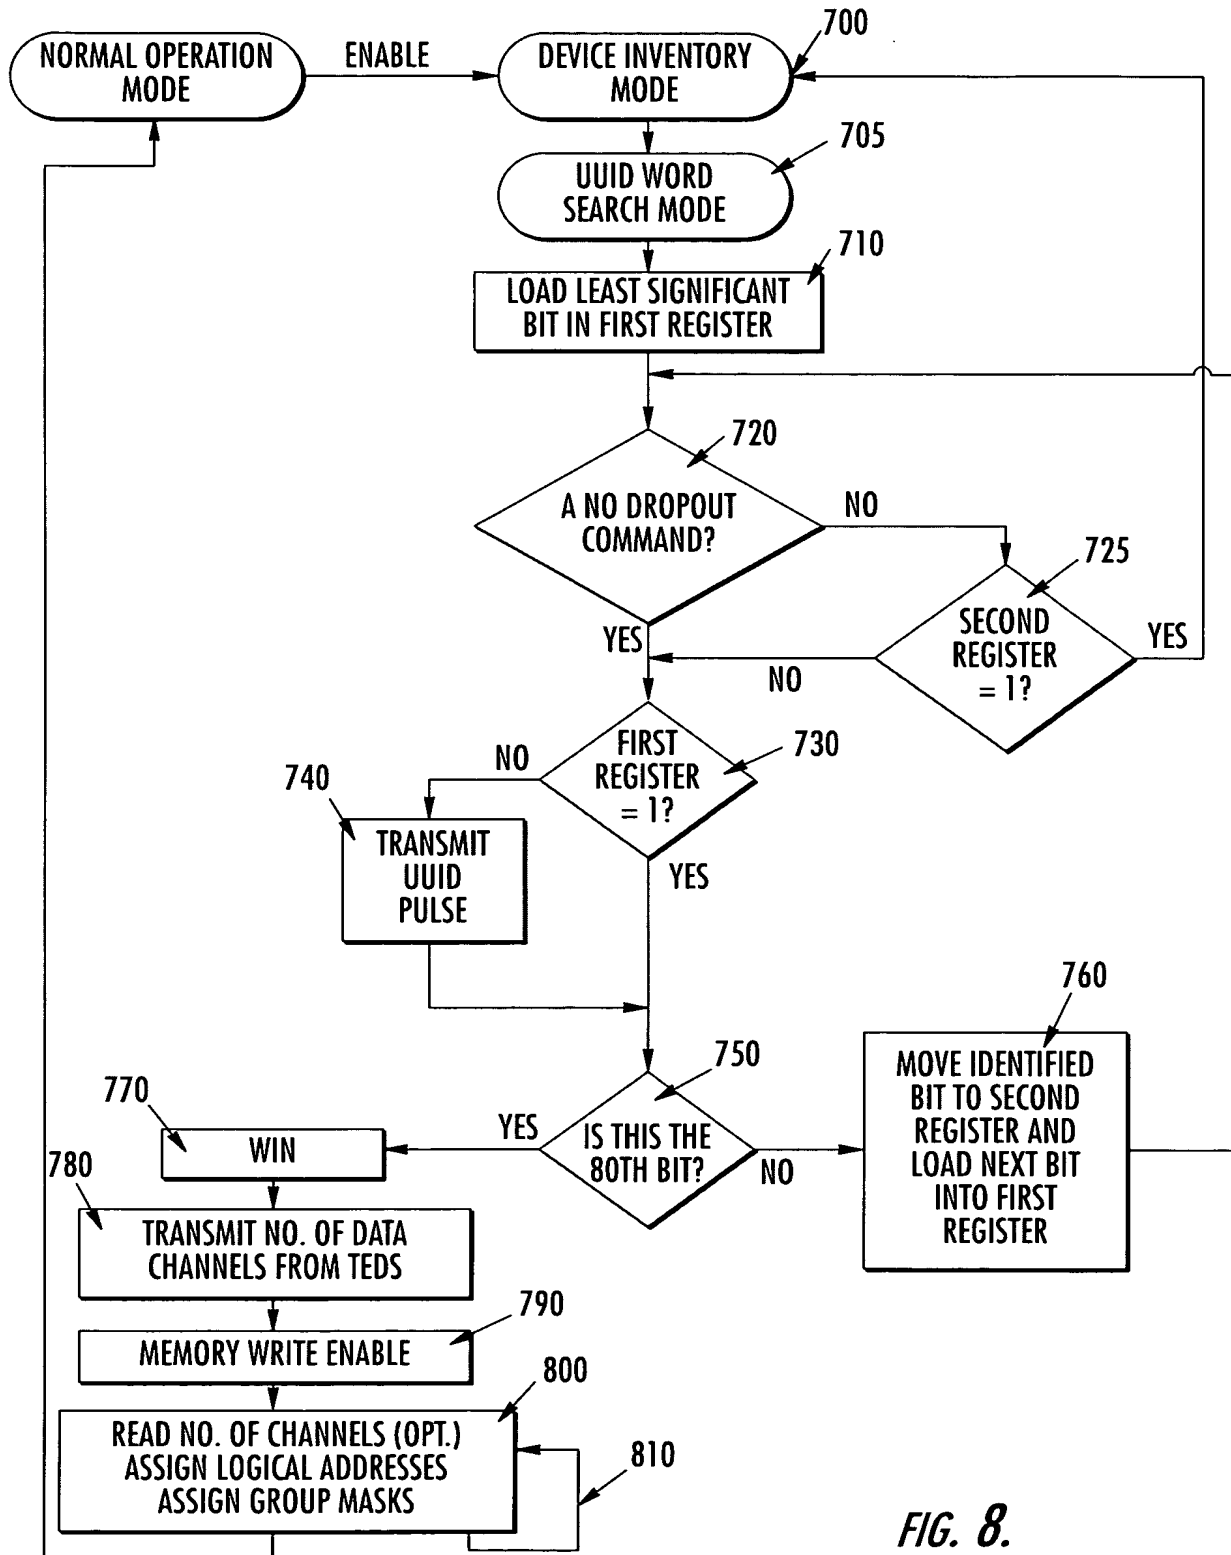 NORMAL OPERATION
MODE
ENABLE
DEVICE INVENTORY
MODE
700
705
UUID WORD
SEARCH MODE
710
LOAD LEAST SIGNIFICANT
BIT IN FIRST REGISTER
720
A NO DROPOUT
COMMAND?
NO
YES
725
SECOND
REGISTER
= 1?
YES
NO
730
FIRST
REGISTER
= 1?
NO
YES
740
TRANSMIT
UUID
PULSE
750
IS THIS THE
80TH BIT?
YES
NO
760
MOVE IDENTIFIED
BIT TO SECOND
REGISTER AND
LOAD NEXT BIT
INTO FIRST
REGISTER
770
WIN
780
TRANSMIT NO. OF DATA
CHANNELS FROM TEDS
790
MEMORY WRITE ENABLE
800
READ NO. OF CHANNELS (OPT.)
ASSIGN LOGICAL ADDRESSES
ASSIGN GROUP MASKS
810
FIG. 8.